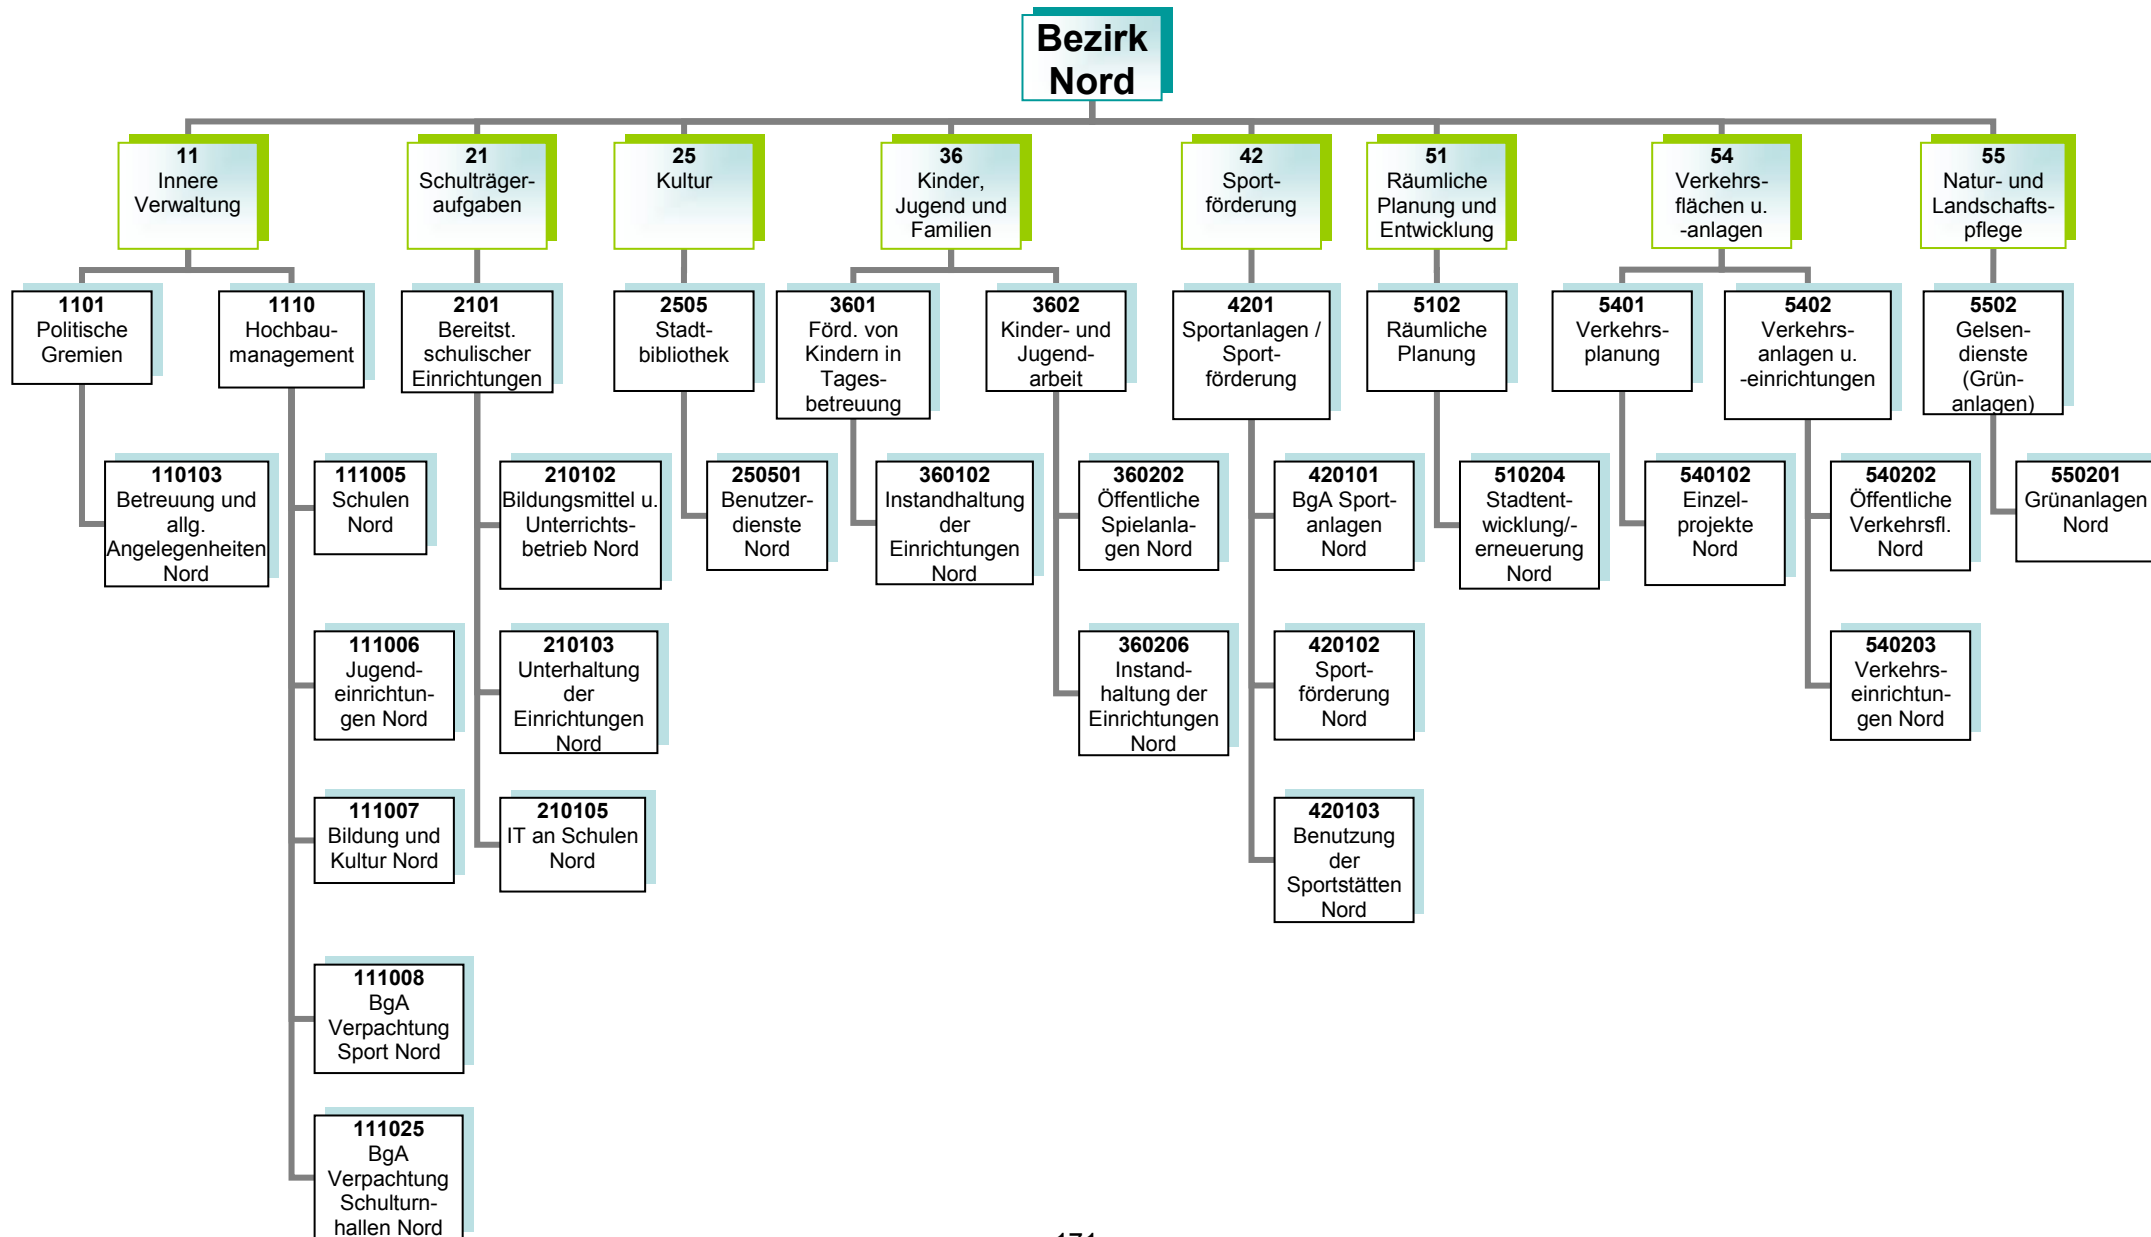 Bezirk
Nord
11
Innere
Verwaltung
21
Schulträger-
aufgaben
25
Kultur
36
Kinder,
Jugend und
Familien
42
Sport-
förderung
51
Räumliche
Planung und
Entwicklung
54
Verkehrs-
flächen u.
-anlagen
55
Natur- und
Landschafts-
pflege
1101
Politische
Gremien
1110
Hochbau-
management
2101
Bereitst.
schulischer
Einrichtungen
2505
Stadt-
bibliothek
3601
Förd. von
Kindern in
Tages-
betreuung
3602
Kinder- und
Jugend-
arbeit
4201
Sportanlagen /
Sport-
förderung
5102
Räumliche
Planung
5401
Verkehrs-
planung
5402
Verkehrs-
anlagen u.
-einrichtungen
5502
Gelsen-
dienste
(Grün-
anlagen)
110103
Betreuung und
allg.
Angelegenheiten
Nord
111005
Schulen
Nord
210102
Bildungsmittel u.
Unterrichts-
betrieb Nord
250501
Benutzer-
dienste
Nord
360102
Instandhaltung
der
Einrichtungen
Nord
360202
Öffentliche
Spielanla-
gen Nord
420101
BgA Sport-
anlagen
Nord
510204
Stadtent-
wicklung/-
erneuerung
Nord
540102
Einzel-
projekte
Nord
540202
Öffentliche
Verkehrsfl.
Nord
550201
Grünanlagen
Nord
111006
Jugend-
einrichtun-
gen Nord
210103
Unterhaltung
der
Einrichtungen
Nord
360206
Instand-
haltung der
Einrichtungen
Nord
420102
Sport-
förderung
Nord
540203
Verkehrs-
einrichtun-
gen Nord
111007
Bildung und
Kultur Nord
210105
IT an Schulen
Nord
420103
Benutzung
der
Sportstätten
Nord
111008
BgA
Verpachtung
Sport Nord
111025
BgA
Verpachtung
Schulturn-
hallen Nord
171